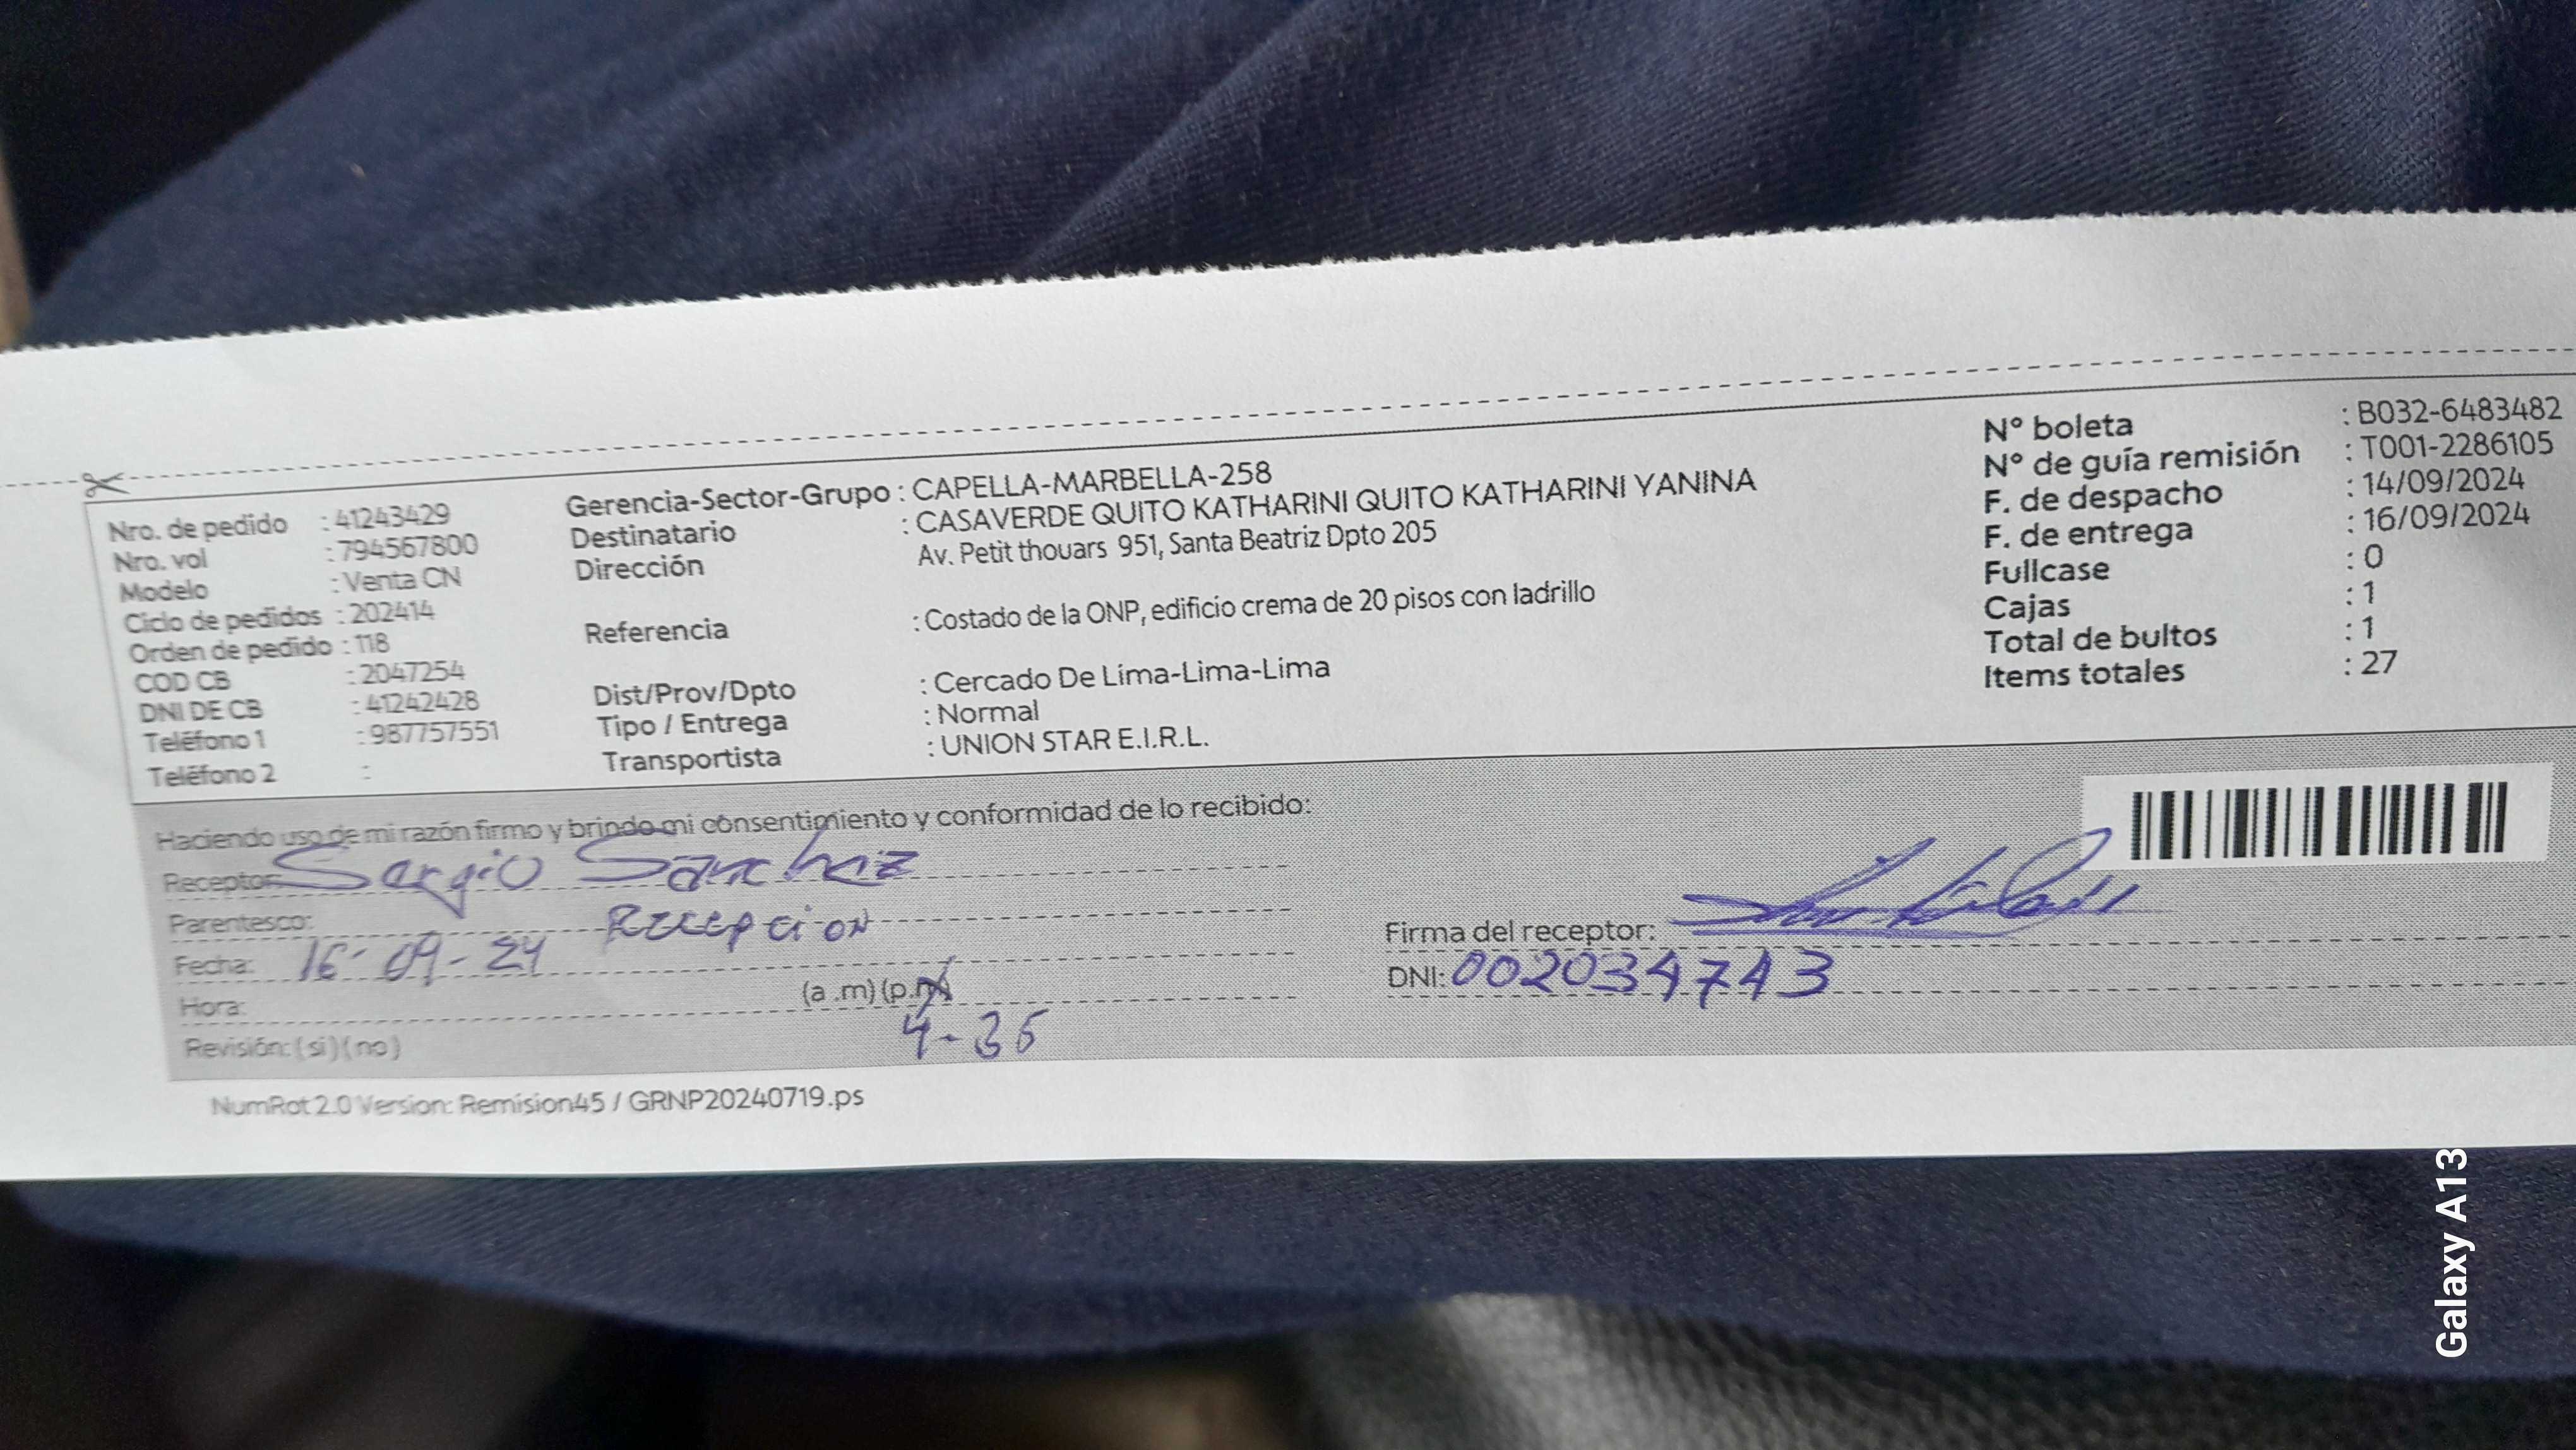 Nro. de pedido : 41243429
Nro. vol : 794567800
Modelo : Venta CN
Ciclo de pedidos : 202414
Orden de pedido : 118
COD CB : 2047254
DNI DE CB : 41242428
Teléfono 1 : 987757551
Teléfono 2 :
Gerencia-Sector-Grupo : CAPELLA-MARBELLA-258
Destinatario : CASAVERDE QUITO KATHARINI QUITO KATHARINI YANINA
Dirección Av. Petit thouars 951, Santa Beatriz Dpto 205
Referencia : Costado de la ONP, edificio crema de 20 pisos con ladrillo
Dist/Prov/Dpto : Cercado De Lima-Lima-Lima
Tipo / Entrega : Normal
Transportista : UNION STAR E.I.R.L.
N° boleta : B032-6483482
N° de guía remisión : T001-2286105
F. de despacho : 14/09/2024
F. de entrega : 16/09/2024
Fullcase : 0
Cajas : 1
Total de bultos : 1
Items totales : 27
Haciendo uso de mi razón firmo y brindo mi consentimiento y conformidad de lo recibido:
Receptor: Sergio Sanchez
Parentesco: Recepcion
Fecha: 16-09-24
Hora: (a .m) (p.m)
4-36
Revisión: ( si ) ( no )
Firma del receptor:
DNI: 002034743
NumRot 2.0 Version: Remision45 / GRNP20240719.ps
Galaxy A13